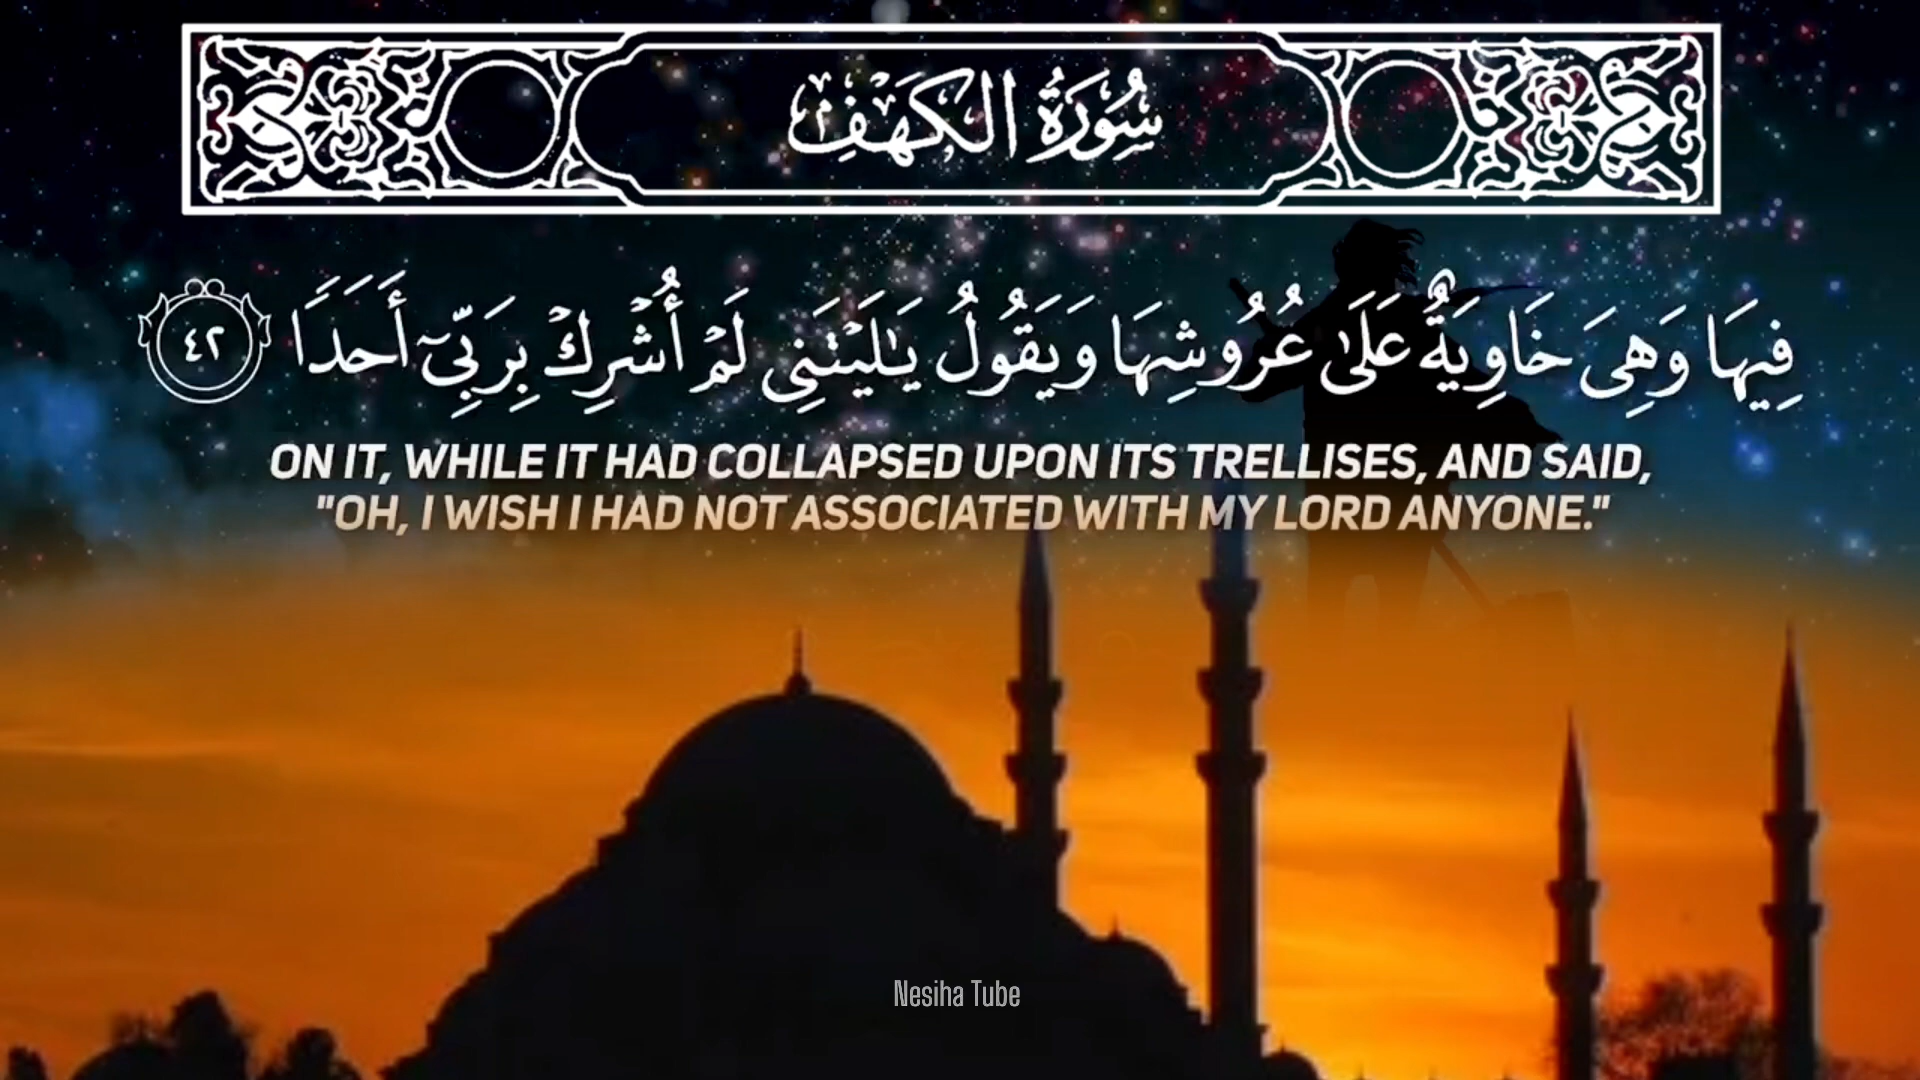 سُورَةُ الكَهْفِ
فِيهَا وَهِىَ خَاوِيَةٌ عَلَىٰ عُرُوشِهَا وَيَقُولُ يَـٰلَيْتَنِى لَمْ أُشْرِكْ بِرَبِّىٓ أَحَدًا ٤٢
ON IT, WHILE IT HAD COLLAPSED UPON ITS TRELLISES, AND SAID,
"OH, I WISH I HAD NOT ASSOCIATED WITH MY LORD ANYONE."
Nesiha Tube